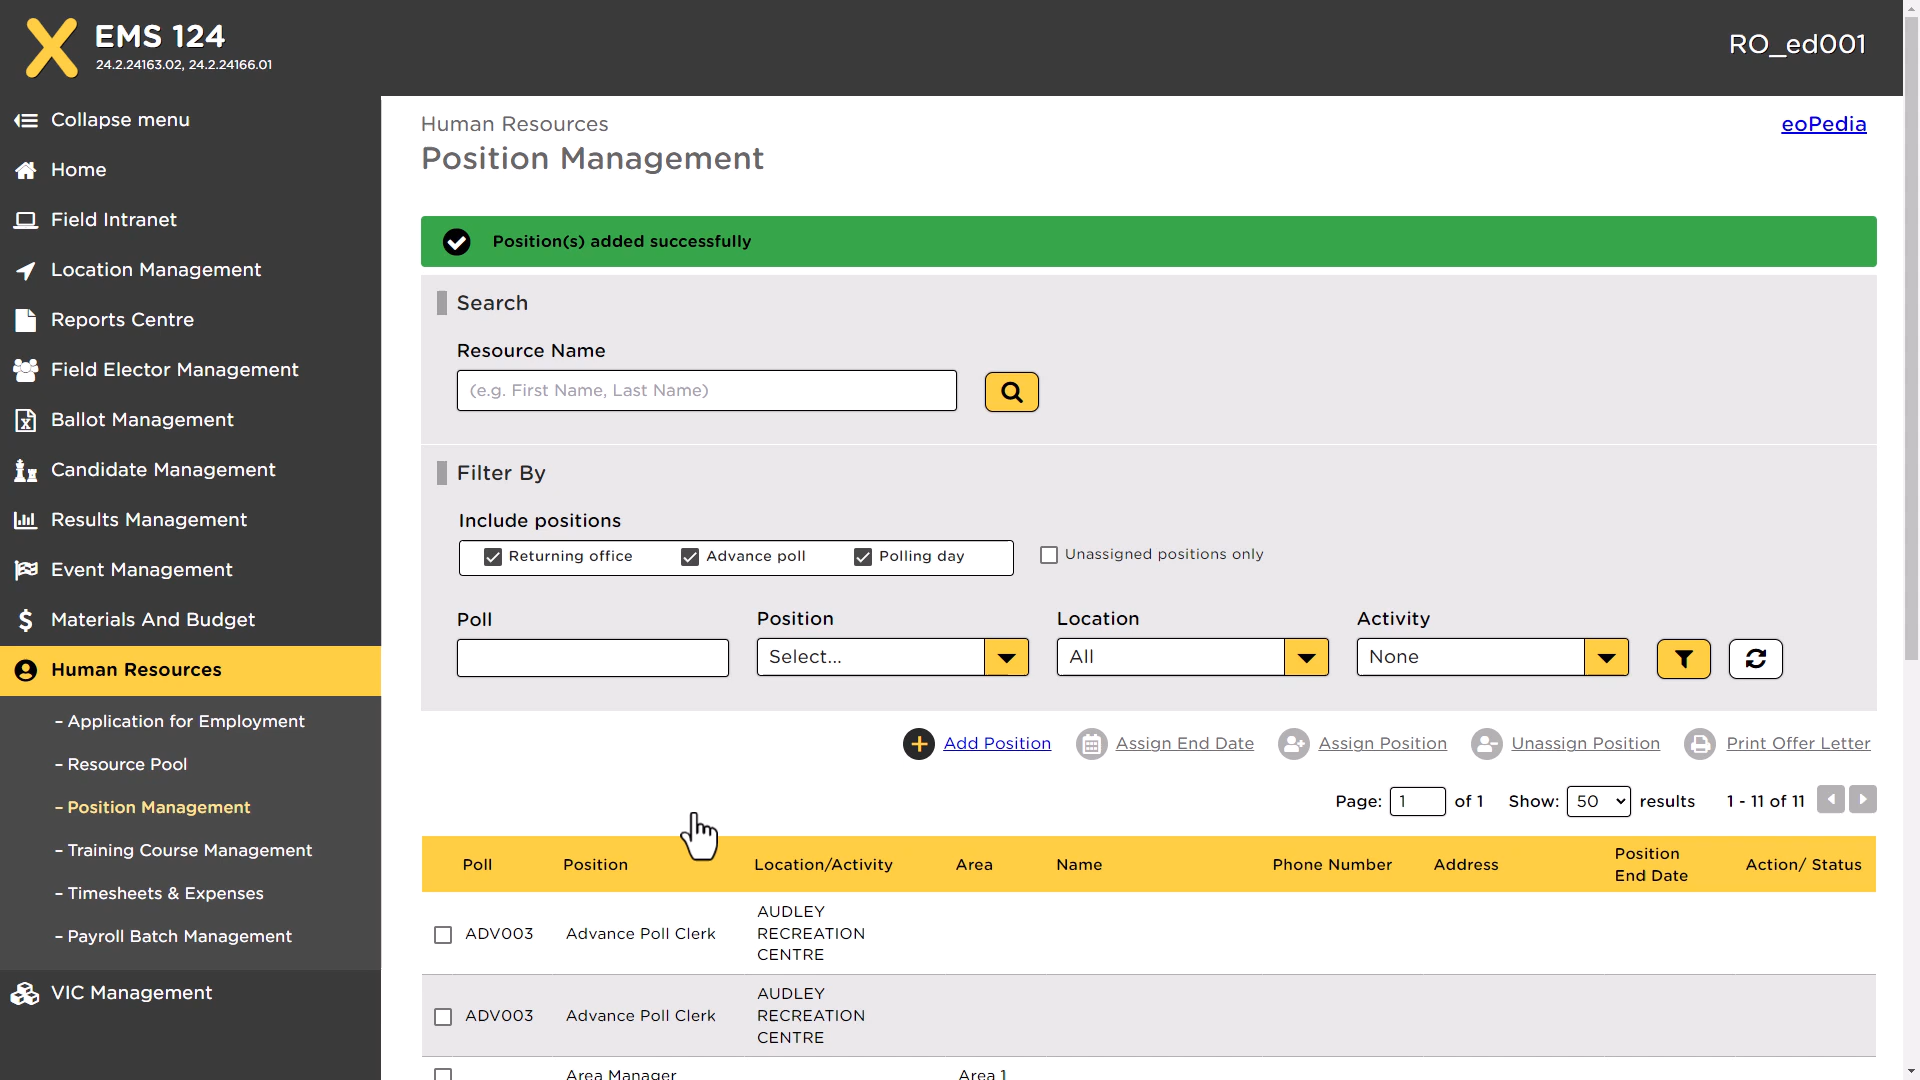 EMS 124
24.2.24163.02, 24.2.24166.01
RO_ed001
Collapse menu
Home
Field Intranet
Location Management
Reports Centre
Field Elector Management
Ballot Management
Candidate Management
Results Management
Event Management
Materials And Budget
Human Resources
– Application for Employment
– Resource Pool
– Position Management
– Training Course Management
– Timesheets & Expenses
– Payroll Batch Management
VIC Management
Human Resources
eoPedia
Position Management
Position(s) added successfully
Search
Resource Name
(e.g. First Name, Last Name)
Filter By
Include positions
Returning office Advance poll Polling day Unassigned positions only
Poll Position Location Activity
Select... All None
Add Position Assign End Date Assign Position Unassign Position Print Offer Letter
Page: 1 of 1 Show: 50 results 1 - 11 of 11
Poll Position Location/Activity Area Name Phone Number Address Position End Date Action/ Status
ADV003 Advance Poll Clerk AUDLEY
RECREATION
CENTRE
ADV003 Advance Poll Clerk AUDLEY
RECREATION
CENTRE
Area Manager Area 1